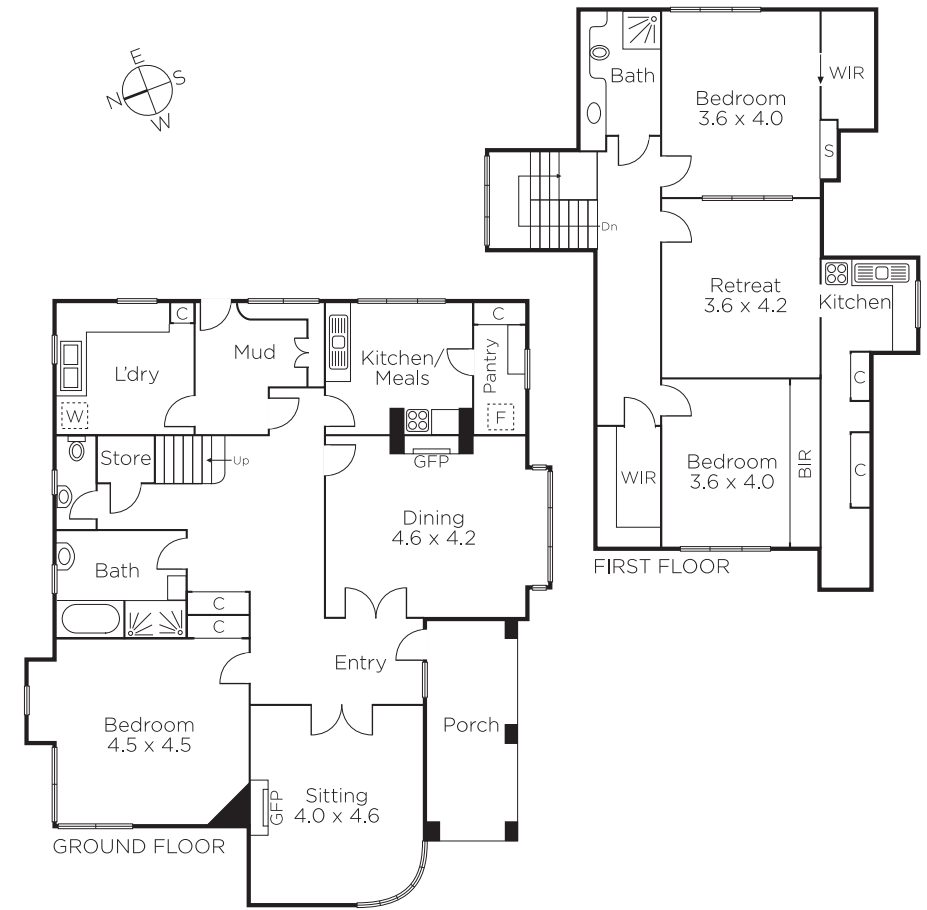 E
S
N
W
Bath
Bedroom
3.6 x 4.0
WIR
S
Dn
Retreat
3.6 x 4.2
Kitchen
C
C
WIR
Bedroom
3.6 x 4.0
BIR
FIRST FLOOR
C
L'dry
W
Mud
Kitchen/
Meals
C
Pantry
F
Store
Up
GFP
Dining
4.6 x 4.2
Bath
C
C
Entry
Bedroom
4.5 x 4.5
Porch
GFP
Sitting
4.0 x 4.6
GROUND FLOOR